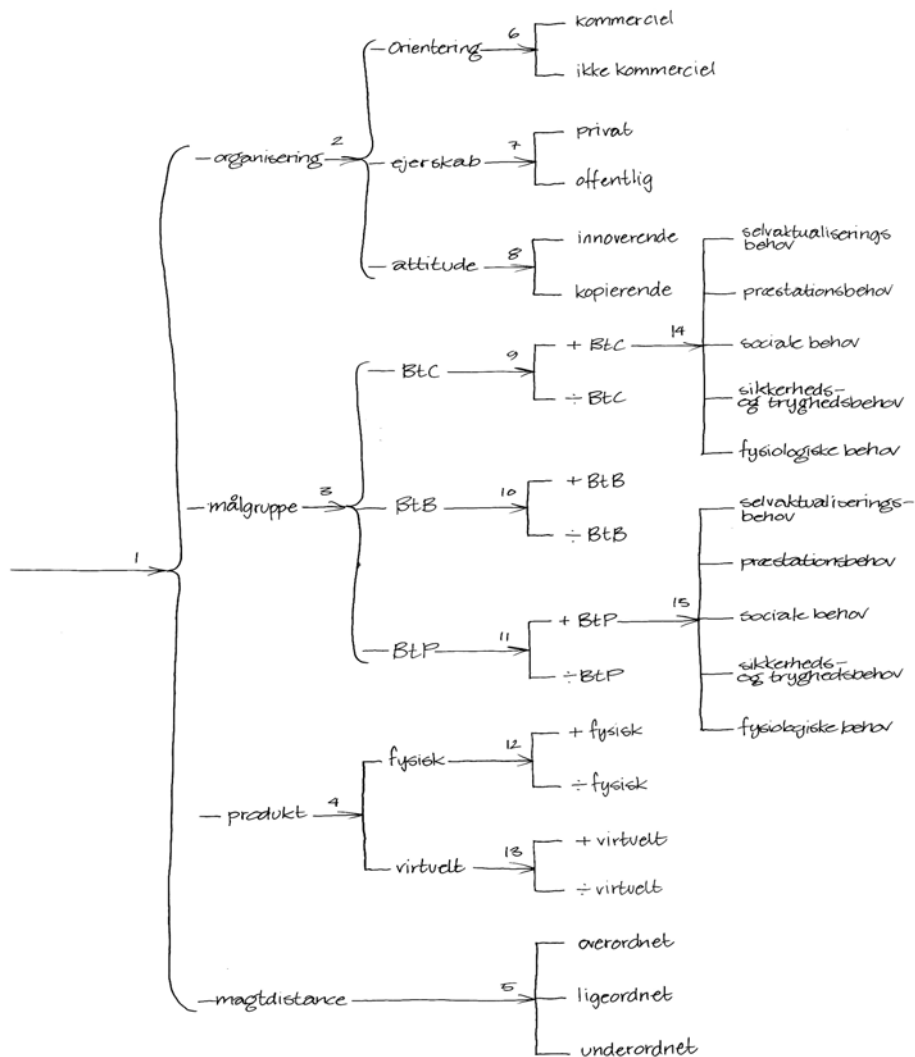 kommerciel
6
Orientering
ikke kommerciel
privat
2
7
organisering
ejerskab
offentlig
innoverende
selvaktualiserings
behov
8
attitude
kopierende
præstationsbehov
+ BtC
14
sociale behov
9
BtC
÷ BtC
sikkerheds-
og tryghedsbehov
fysiologiske behov
+ BtB
3
10
målgruppe
BtB
selvaktualiserings-
behov
÷ BtB
1
præstationsbehov
+ BtP
15
sociale behov
11
BtP
÷ BtP
sikkerheds-
og tryghedsbehov
+ fysisk
fysiologiske behov
12
fysisk
÷ fysisk
4
produkt
+ virtuelt
13
virtuelt
÷ virtuelt
overordnet
5
magtdistance
ligeordnet
underordnet